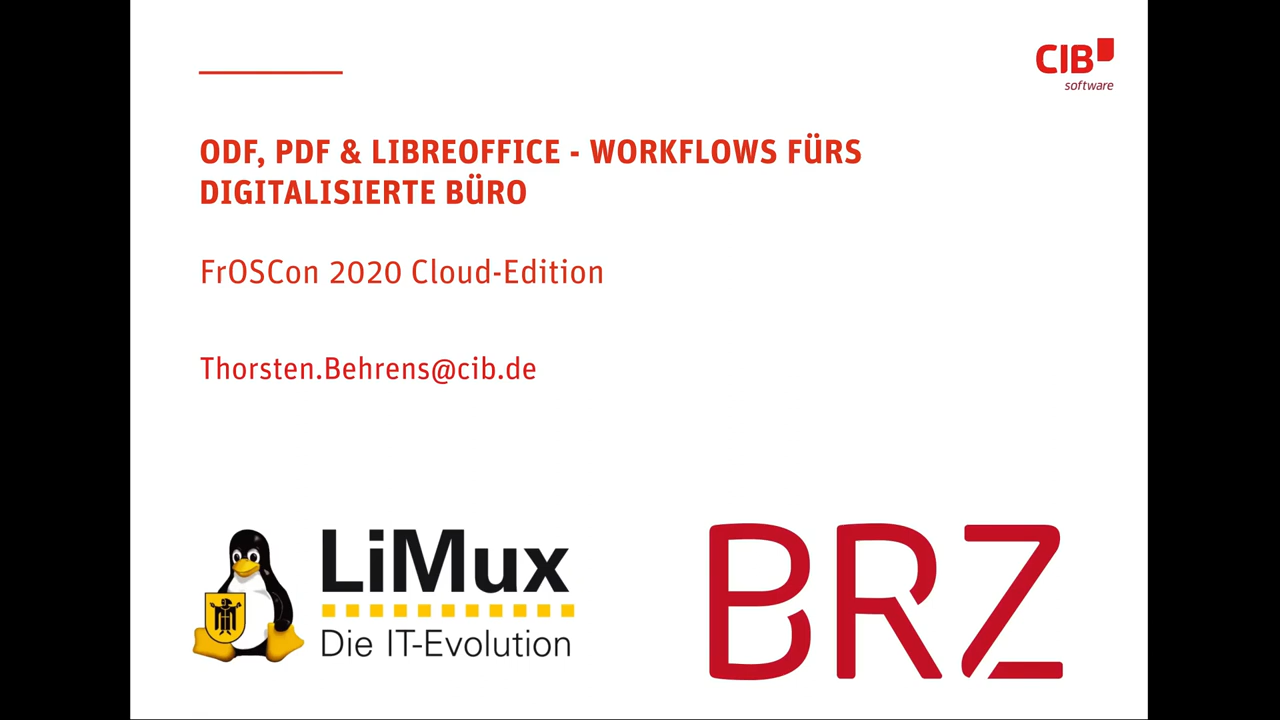 CIB
software
ODF, PDF & LIBREOFFICE - WORKFLOWS FÜRS
DIGITALISIERTE BÜRO
FrOSCon 2020 Cloud-Edition
Thorsten.Behrens@cib.de
LiMux
Die IT-Evolution
BRZ